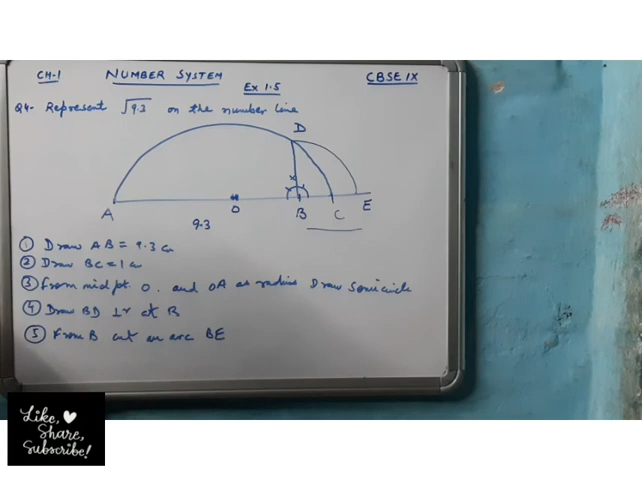 CH-1 NUMBER SYSTEM CBSE IX
Ex 1.5
Q4- Represent √9.3 on the number line
D
x
A O B C E
9.3
① Draw AB = 9.3 cm
② Draw BC = 1 cm
③ From mid pt. O. and OA as radius Draw Semicircle
④ Draw BD ⊥r at B
⑤ From B cut an arc BE
Like,
Share,
Subscribe!